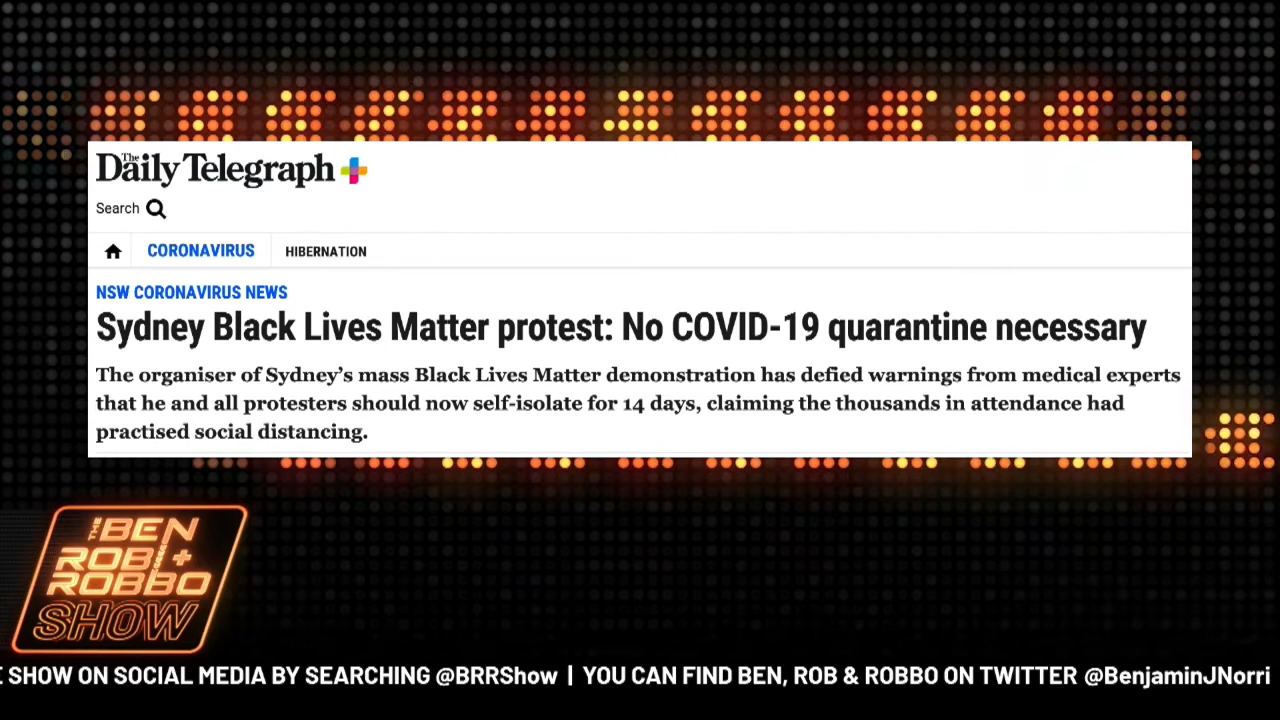 The Daily Telegraph
Search
CORONAVIRUS HIBERNATION
NSW CORONAVIRUS NEWS
Sydney Black Lives Matter protest: No COVID-19 quarantine necessary
The organiser of Sydney's mass Black Lives Matter demonstration has defied warnings from medical experts
that he and all protesters should now self-isolate for 14 days, claiming the thousands in attendance had
practised social distancing.
THE BEN
ROB +
ROBBO
SHOW
SHOW ON SOCIAL MEDIA BY SEARCHING @BRRShow | YOU CAN FIND BEN, ROB & ROBBO ON TWITTER @BenjaminJNorri